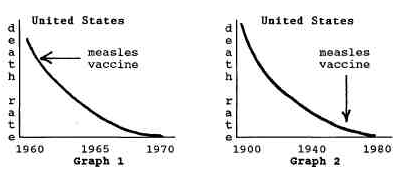 United States
death rate
measles
vaccine
1960 1965 1970
Graph 1
United States
death rate
measles
vaccine
1900 1940 1980
Graph 2